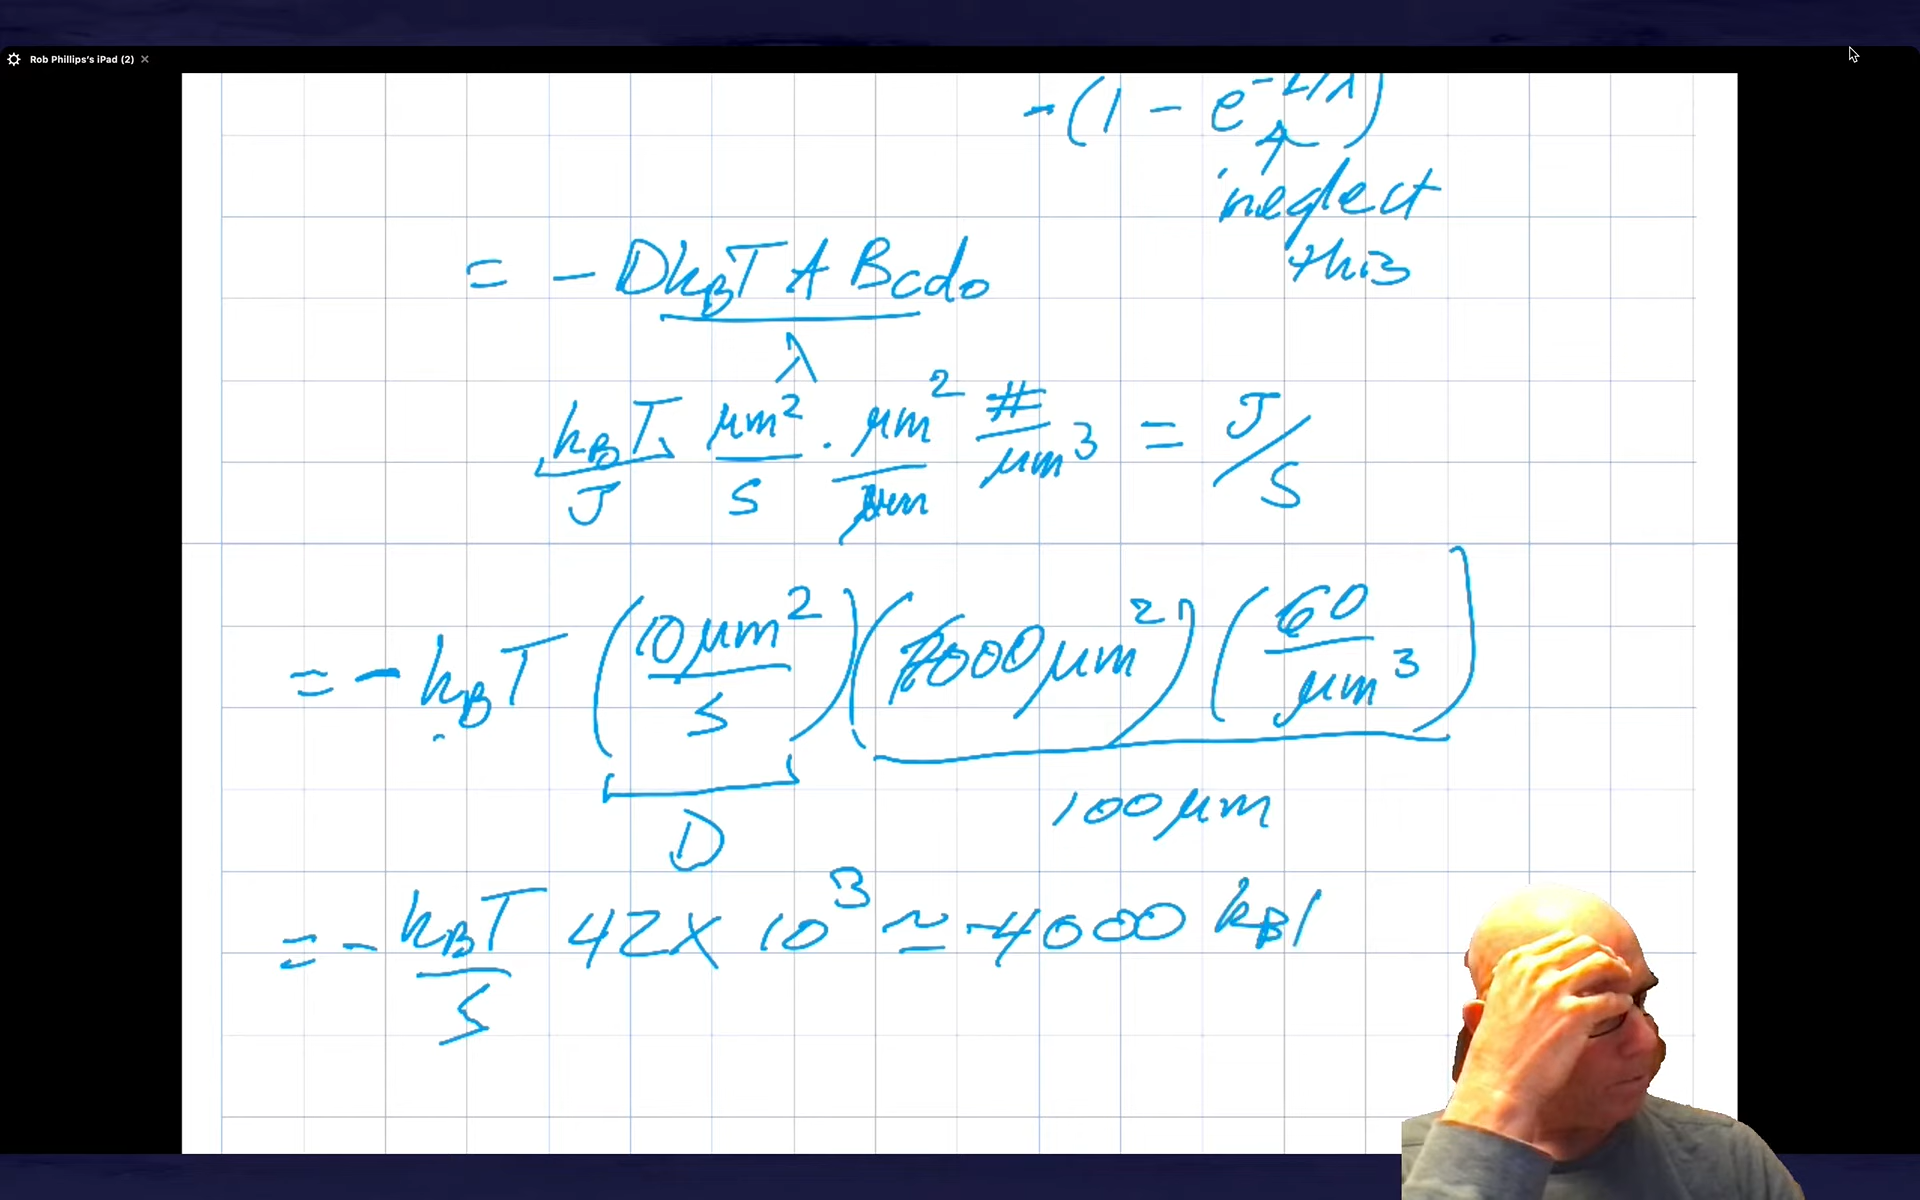 Rob Phillips's iPad (2) ×
- (1 - e^-L/λ)
neglect
this
= - DkBT A Bcdo
λ
kBT μm² / s · μm² / μm # / μm³ = J / s
J
= - kBT (10 μm² / s) (7000 μm²) (60 / μm³)
D 100 μm
= - kBT / s 42 x 10³ ≃ -4000 kBT